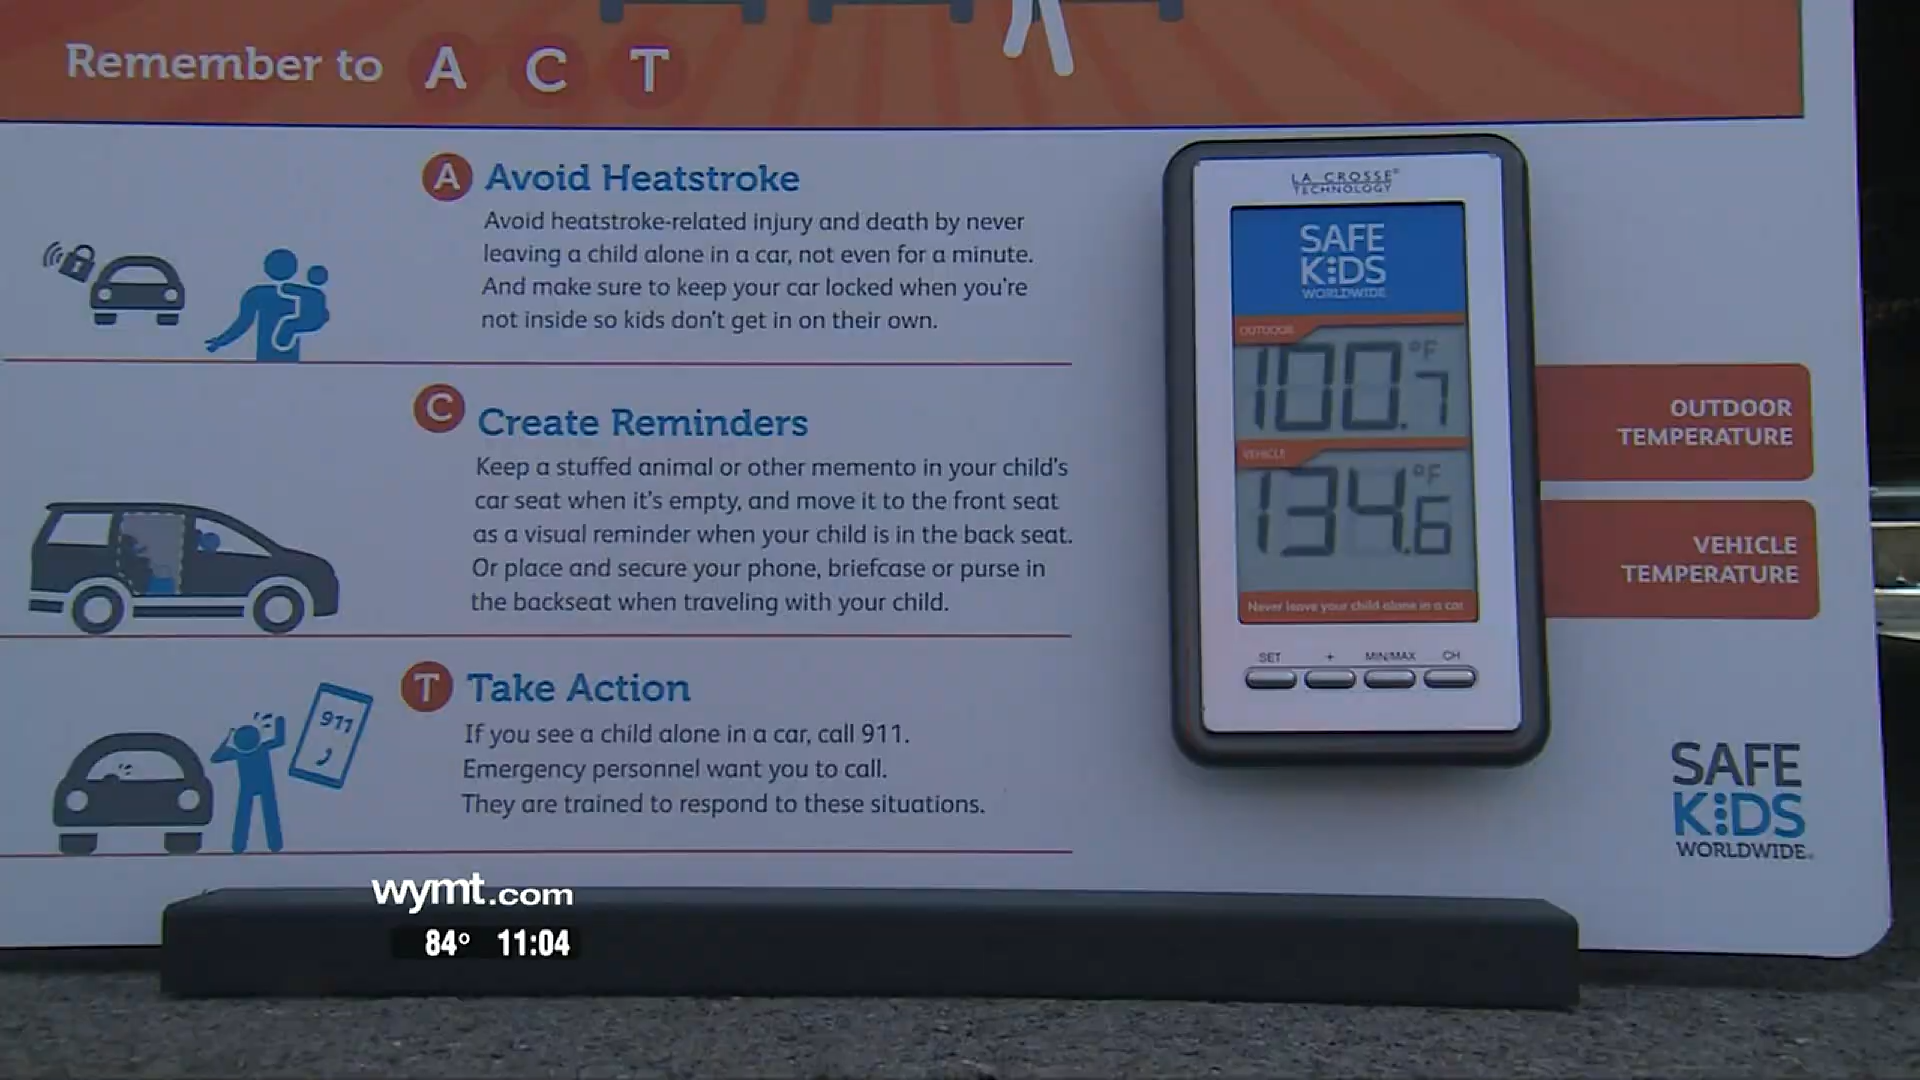 Remember to A C T
A Avoid Heatstroke
Avoid heatstroke-related injury and death by never
leaving a child alone in a car, not even for a minute.
And make sure to keep your car locked when you're
not inside so kids don't get in on their own.
C Create Reminders
Keep a stuffed animal or other memento in your child's
car seat when it's empty, and move it to the front seat
as a visual reminder when your child is in the back seat.
Or place and secure your phone, briefcase or purse in
the backseat when traveling with your child.
T Take Action
911
If you see a child alone in a car, call 911.
Emergency personnel want you to call.
They are trained to respond to these situations.
LA CROSSE®
TECHNOLOGY
SAFE
KIDS
WORLDWIDE
OUTDOOR
100.7 °F
VEHICLE
134.6 °F
Never leave your child alone in a car
SET + MIN/MAX CH
OUTDOOR
TEMPERATURE
VEHICLE
TEMPERATURE
SAFE
KIDS
WORLDWIDE
wymt.com
84° 11:04